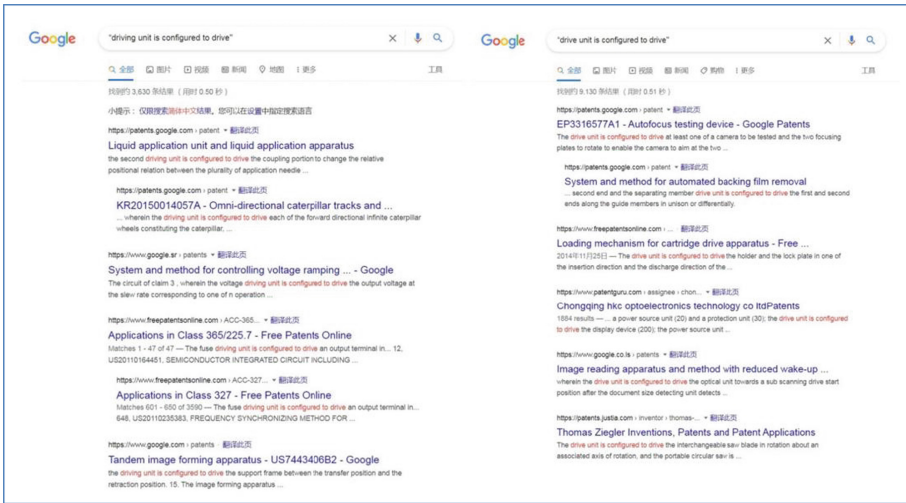 Google
"driving unit is configured to drive"
全部 图片 视频 新闻 地图 更多 工具
找到约 3,630 条结果 （用时 0.50 秒）
小提示： 仅限搜索简体中文结果。您可以在设置中指定搜索语言
https://patents.google.com › patent 翻译此页
Liquid application unit and liquid application apparatus
the second driving unit is configured to drive the coupling portion to change the relative
positional relation between the plurality of application needle ...
https://patents.google.com › patent 翻译此页
KR20150014057A - Omni-directional caterpillar tracks and ...
... wherein the driving unit is configured to drive each of the forward directional infinite caterpillar
wheels constituting the caterpillar, ...
https://www.google.sr › patents 翻译此页
System and method for controlling voltage ramping ... - Google
The circuit of claim 3 , wherein the voltage driving unit is configured to drive the output voltage at
the slew rate corresponding to one of n operation ...
https://www.freepatentsonline.com › ACC-365... 翻译此页
Applications in Class 365/225.7 - Free Patents Online
Matches 1 - 47 of 47 — The fuse driving unit is configured to drive an output terminal in... 12,
US20110164451, SEMICONDUCTOR INTEGRATED CIRCUIT INCLUDING ...
https://www.freepatentsonline.com › ACC-327... 翻译此页
Applications in Class 327 - Free Patents Online
Matches 601 - 650 of 3590 — The fuse driving unit is configured to drive an output terminal in...
648, US20110235383, FREQUENCY SYNCHRONIZING METHOD FOR ...
https://www.google.com › patents 翻译此页
Tandem image forming apparatus - US7443406B2 - Google
the driving unit is configured to drive the support frame between the transfer position and the
retraction position. 15. The image forming apparatus ...
Google
"drive unit is configured to drive"
全部 图片 视频 新闻 购物 更多 工具
找到约 9,130 条结果 （用时 0.51 秒）
https://patents.google.com › patent 翻译此页
EP3316577A1 - Autofocus testing device - Google Patents
The drive unit is configured to drive at least one of a camera to be tested and the two focusing
plates to rotate to enable the camera to aim at the two ...
https://patents.google.com › patent 翻译此页
System and method for automated backing film removal
... second end and the separating member drive unit is configured to drive the first and second
ends along the guide members in unison or differentially.
https://www.freepatentsonline.com › ... 翻译此页
Loading mechanism for cartridge drive apparatus - Free ...
2014年11月25日 — The drive unit is configured to drive the holder and the lock plate in one of
the insertion direction and the discharge direction of the ...
https://www.patentguru.com › assignee › chon... 翻译此页
Chongqing hkc optoelectronics technology co ltdPatents
1884 results — ... a power source unit (20) and a protection unit (30); the drive unit is configured
to drive the display device (200); the power source unit ...
https://www.google.co.ls › patents 翻译此页
Image reading apparatus and method with reduced wake-up ...
wherein the drive unit is configured to drive the optical unit towards a sub scanning drive start
position after the document size detecting unit detects ...
https://patents.justia.com › inventor › thomas-... 翻译此页
Thomas Ziegler Inventions, Patents and Patent Applications
The drive unit is configured to drive the interchangeable saw blade in rotation about an
associated axis of rotation, and the portable circular saw is ...